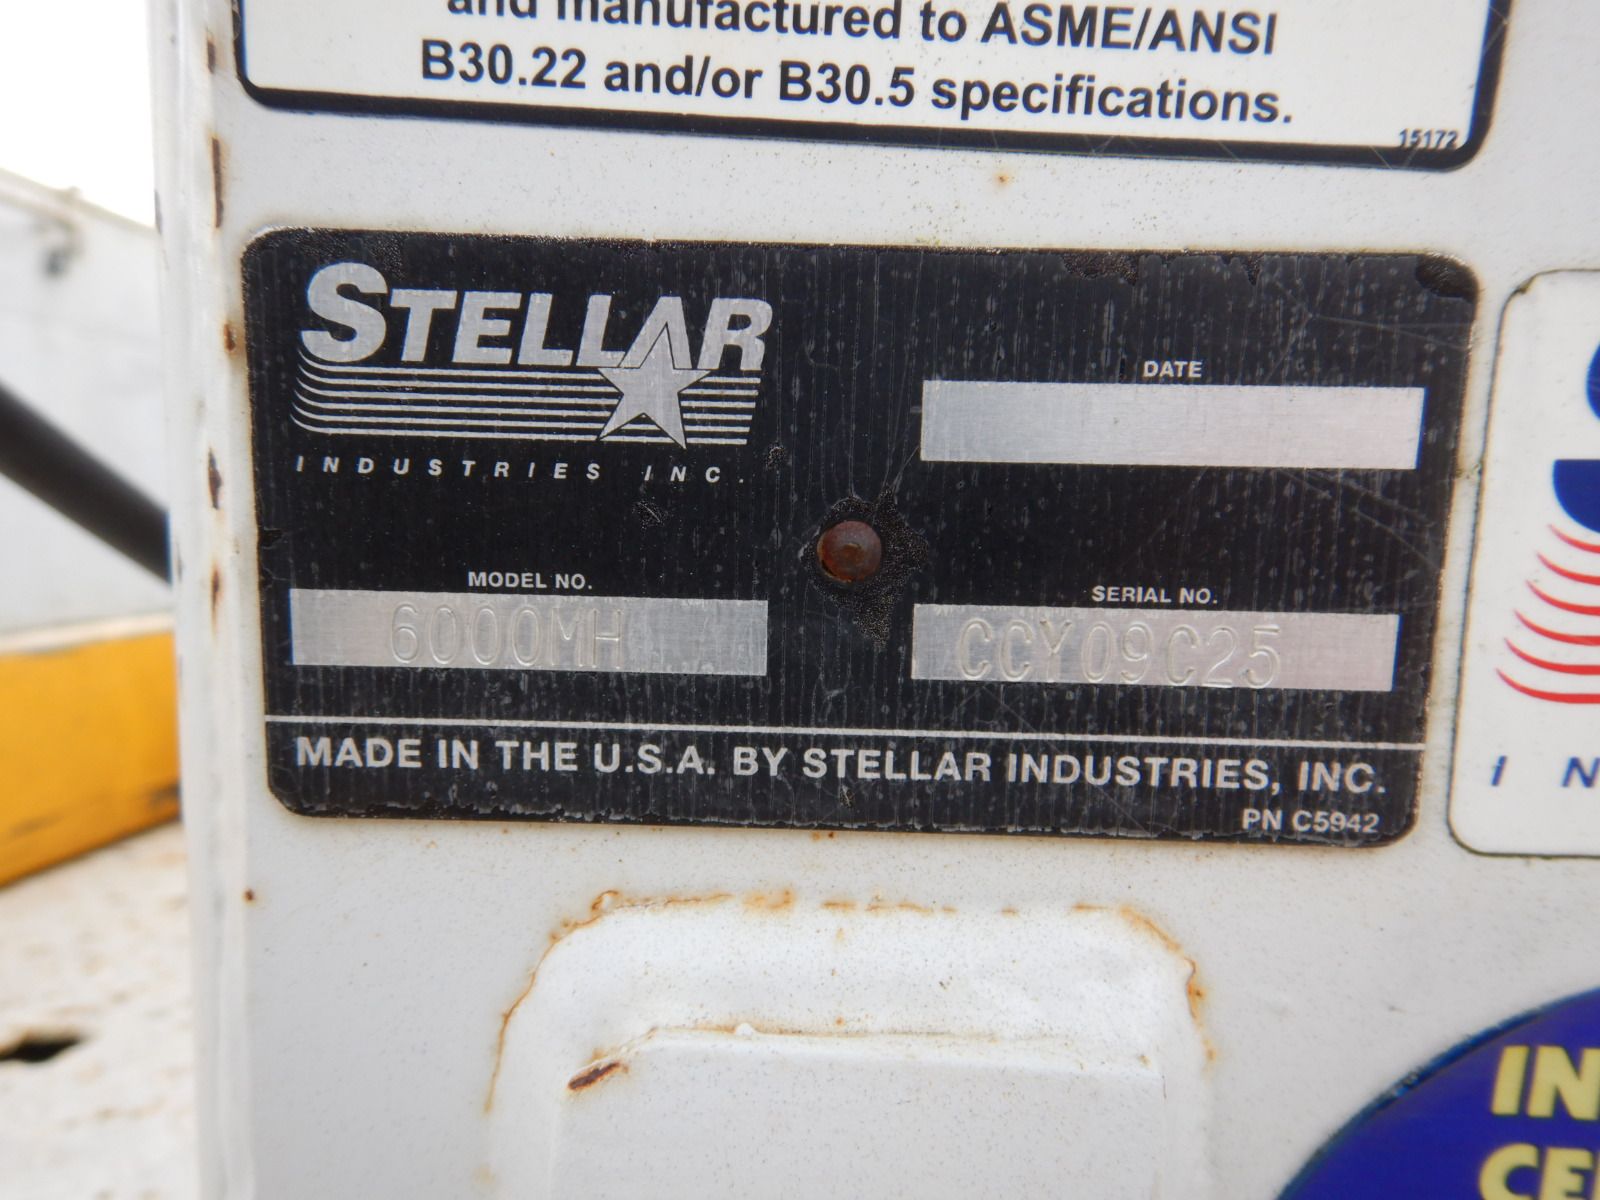 and manufactured to ASME/ANSI
B30.22 and/or B30.5 specifications.
15172
STELLAR
INDUSTRIES INC.
DATE
MODEL NO.
6000MH
SERIAL NO.
CCY09C25
MADE IN THE U.S.A. BY STELLAR INDUSTRIES, INC.
PN C5942